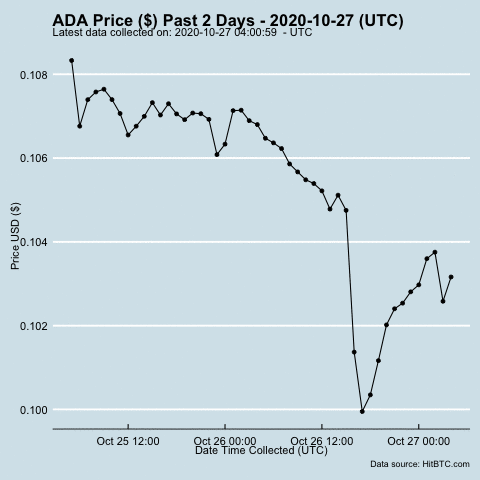 ADA Price ($) Past 2 Days - 2020-10-27 (UTC)
Latest data collected on: 2020-10-27 04:00:59 - UTC
0.108
0.106
0.104
0.102
0.100
Price USD ($)
Oct 25 12:00 Oct 26 00:00 Oct 26 12:00 Oct 27 00:00
Date Time Collected (UTC)
Data source: HitBTC.com